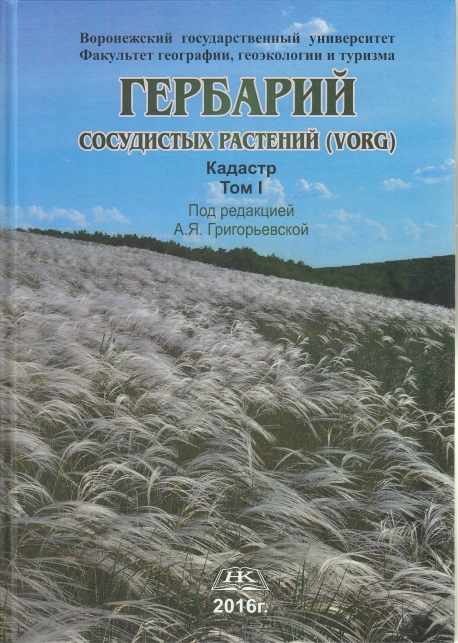 Воронежский государственный университет
Факультет географии, геоэкологии и туризма
ГЕРБАРИЙ
СОСУДИСТЫХ РАСТЕНИЙ (VORG)
Кадастр
Том I
Под редакцией
А.Я. Григорьевской
НК
2016г.